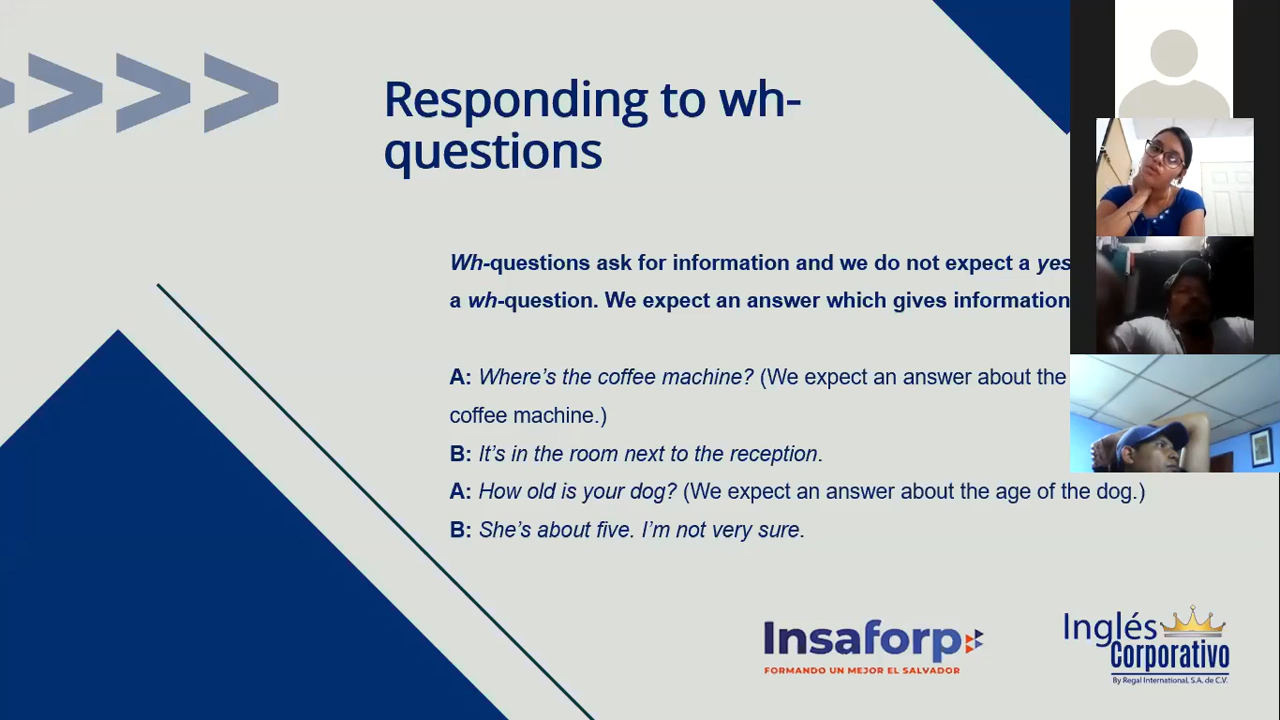 Responding to wh-
questions
Wh-questions ask for information and we do not expect a yes
a wh-question. We expect an answer which gives information
A: Where’s the coffee machine? (We expect an answer about the
coffee machine.)
B: It’s in the room next to the reception.
A: How old is your dog? (We expect an answer about the age of the dog.)
B: She’s about five. I’m not very sure.
Insaforp
FORMANDO UN MEJOR EL SALVADOR
Inglés
Corporativo
By Regal International, S.A. de C.V.